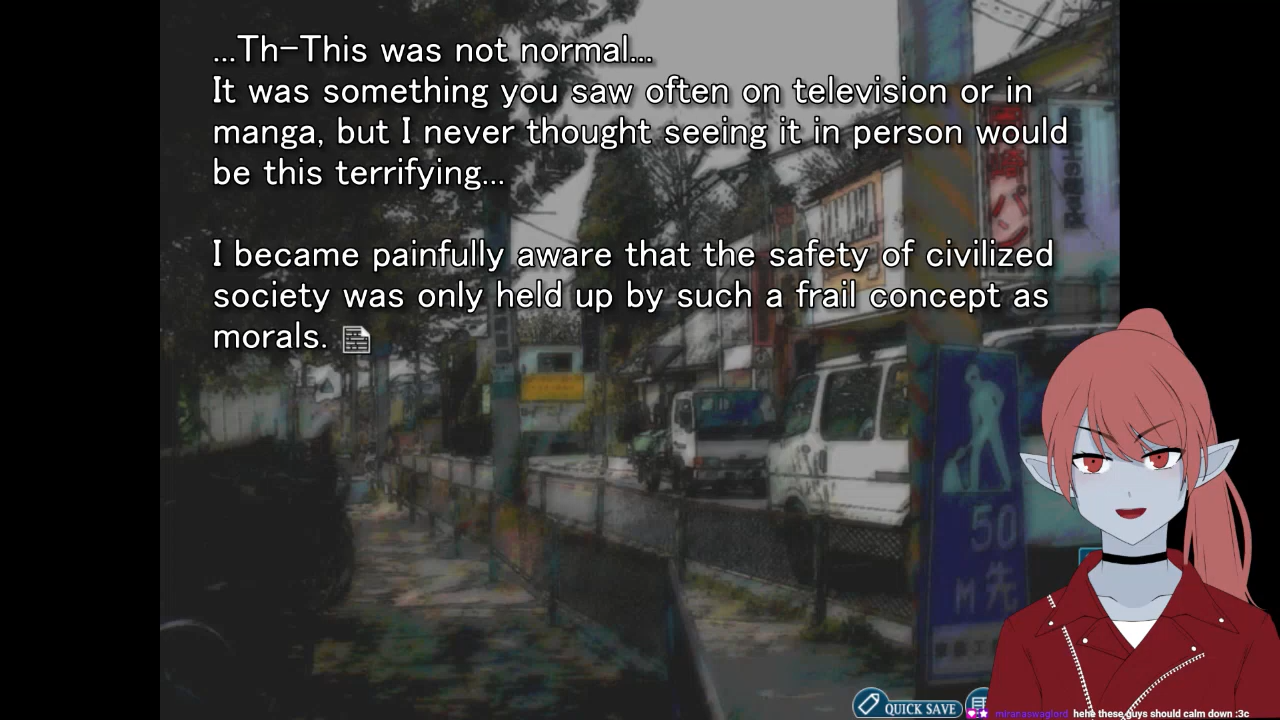 ...Th-This was not normal...
It was something you saw often on television or in
manga, but I never thought seeing it in person would
be this terrifying...
I became painfully aware that the safety of civilized
society was only held up by such a frail concept as
morals.
50
M先
QUICK SAVE
miranaswaglord hehe these guys should calm down :3c